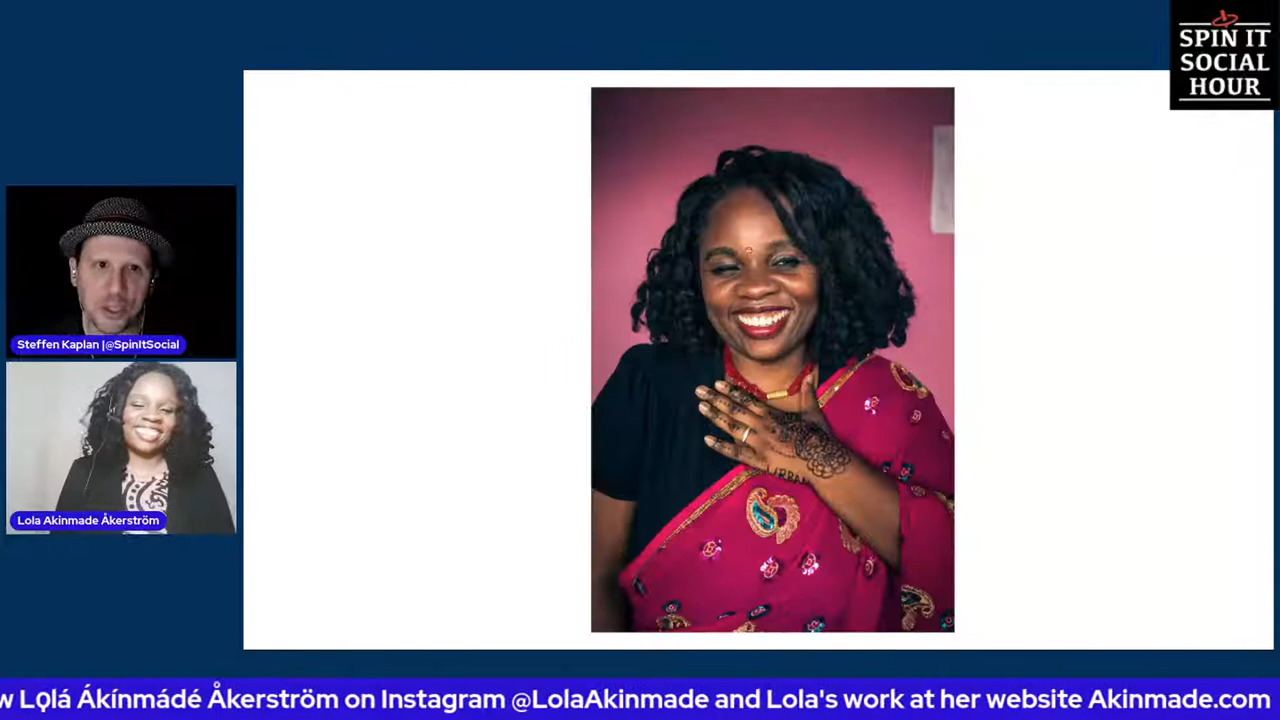 SPIN IT
SOCIAL
HOUR
Steffen Kaplan |@SpinItSocial
Lola Akinmade Åkerström
w Lọlá Ákínmádé Åkerström on Instagram @LolaAkinmade and Lola's work at her website Akinmade.com